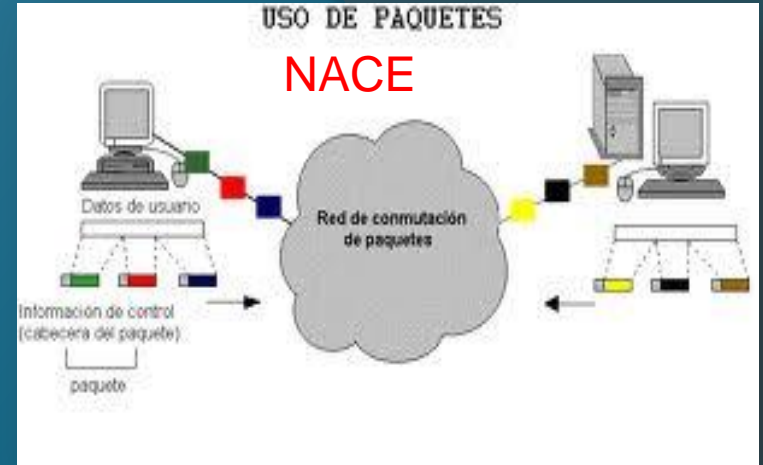 USO DE PAQUETES
NACE
Datos de usuario
Red de conmutación
de paquetes
Información de control
(cabecera del paquete)
paquete